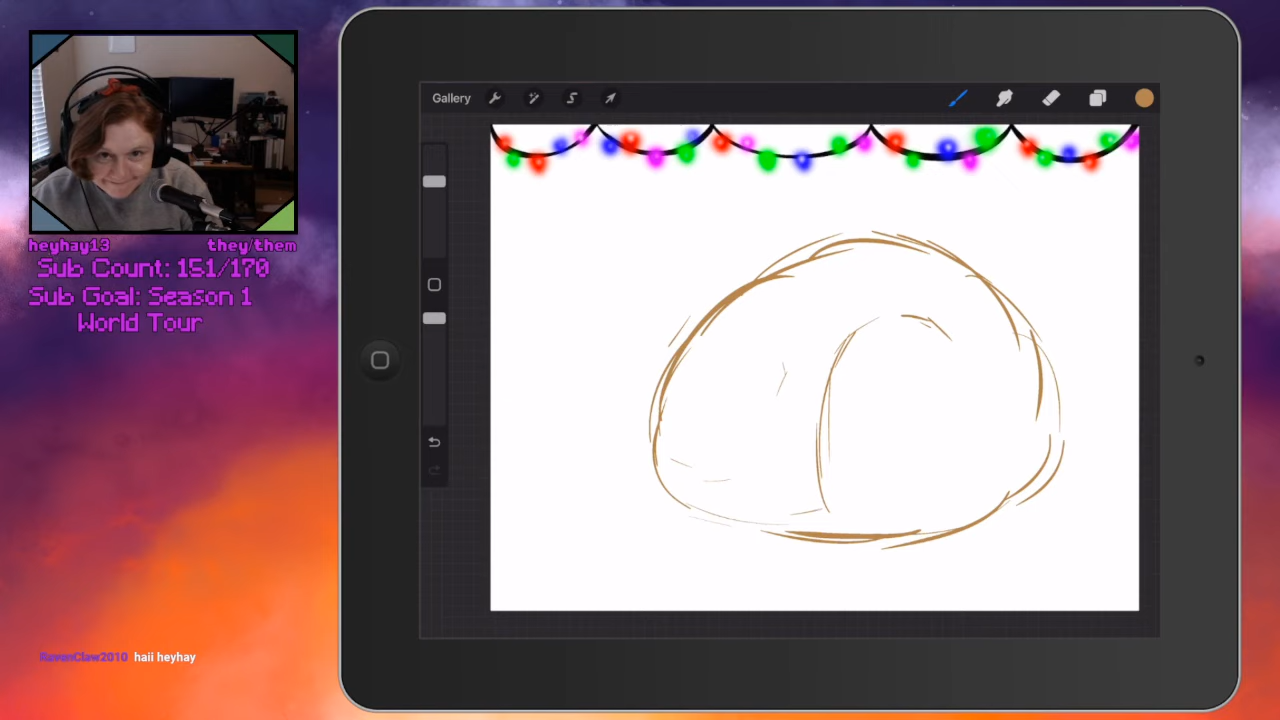 Gallery
heyhay13 they/them
Sub Count: 151/170
Sub Goal: Season 1
World Tour
RavenClaw2010 haii heyhay